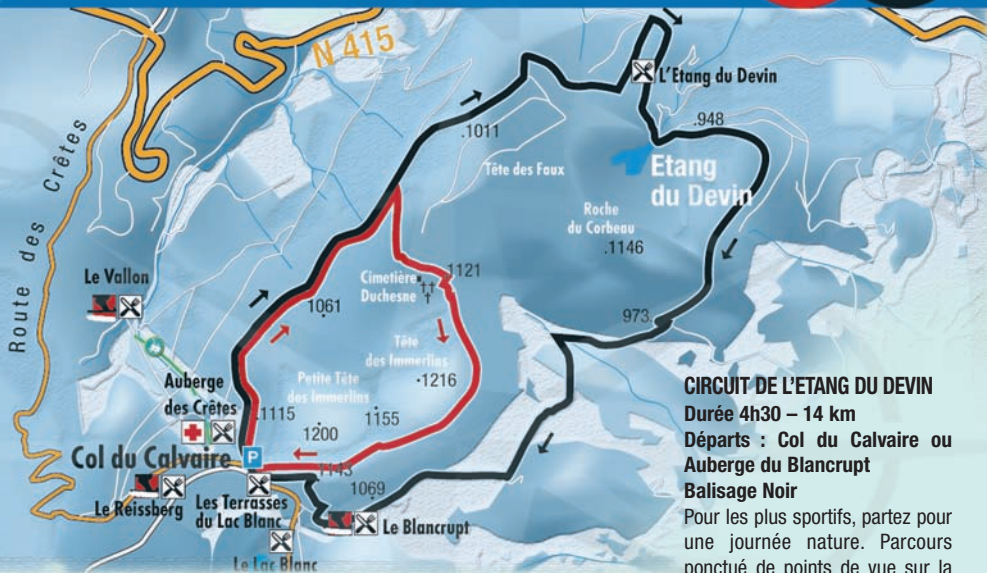 N 415
Route des Crêtes
L'Etang du Devin
.1011
.948
Tête des Faux
Etang
du Devin
Roche
du Corbeau
.1146
Le Vallon
Cimetière
Duchesne
1121
1061
973
Tête
des Immerlins
.1216
Petite Tête
des Immerlins
1155
1200
Auberge
des Crêtes
.1115
P
Col du Calvaire
1143
1069
Le Reissberg
Les Terrasses
du Lac Blanc
Le Blancrupt
Le Lac Blanc
CIRCUIT DE L'ETANG DU DEVIN
Durée 4h30 – 14 km
Départs : Col du Calvaire ou
Auberge du Blancrupt
Balisage Noir
Pour les plus sportifs, partez pour
une journée nature. Parcours
ponctué de points de vue sur la